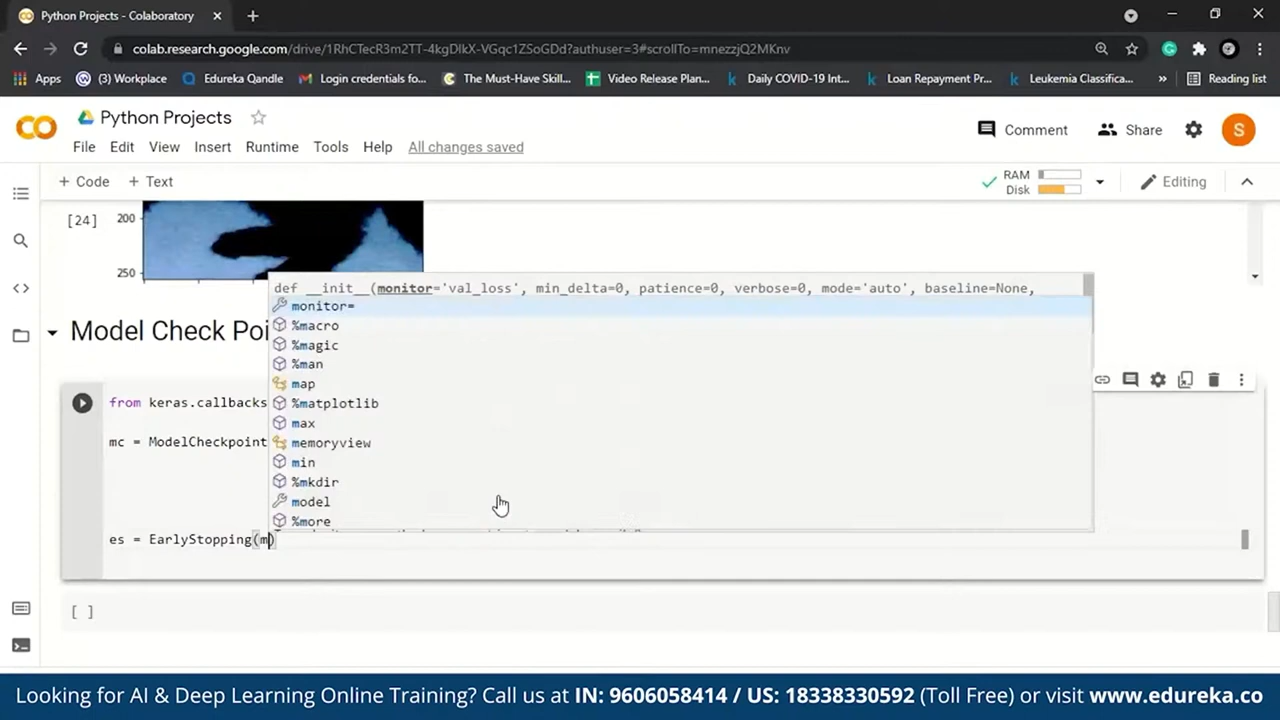 Python Projects - Colaboratory
colab.research.google.com/drive/1RhCTecR3m2TT-4kgDIkX-VGqc1ZSoGDd?authuser=3#scrollTo=mnezzjQ2MKnv
Apps (3) Workplace Edureka Qandle Login credentials fo... The Must-Have Skil... Video Release Plan... Daily COVID-19 Int... Loan Repayment Pr... Leukemia Classifica... » Reading list
Python Projects
Comment Share S
File Edit View Insert Runtime Tools Help All changes saved
+ Code + Text RAM Disk Editing
[24] 200
250
def __init__(monitor='val_loss', min_delta=0, patience=0, verbose=0, mode='auto', baseline=None,
monitor=
%macro
%magic
%man
map
%matplotlib
max
memoryview
min
%mkdir
model
%more
Model Check Poi
from keras.callbacks
mc = ModelCheckpoint
es = EarlyStopping(m)
[ ]
Looking for AI & Deep Learning Online Training? Call us at IN: 9606058414 / US: 18338330592 (Toll Free) or visit www.edureka.co